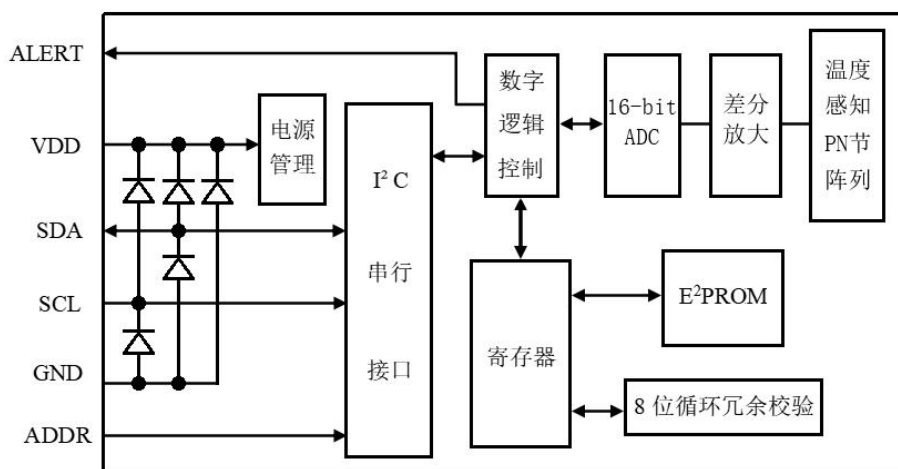 ALERT
VDD
SDA
SCL
GND
ADDR
电源
管理
I² C
串行
接口
数字
逻辑
控制
16-bit
ADC
差分
放大
温度
感知
PN节
阵列
寄存器
E²PROM
8 位循环冗余校验